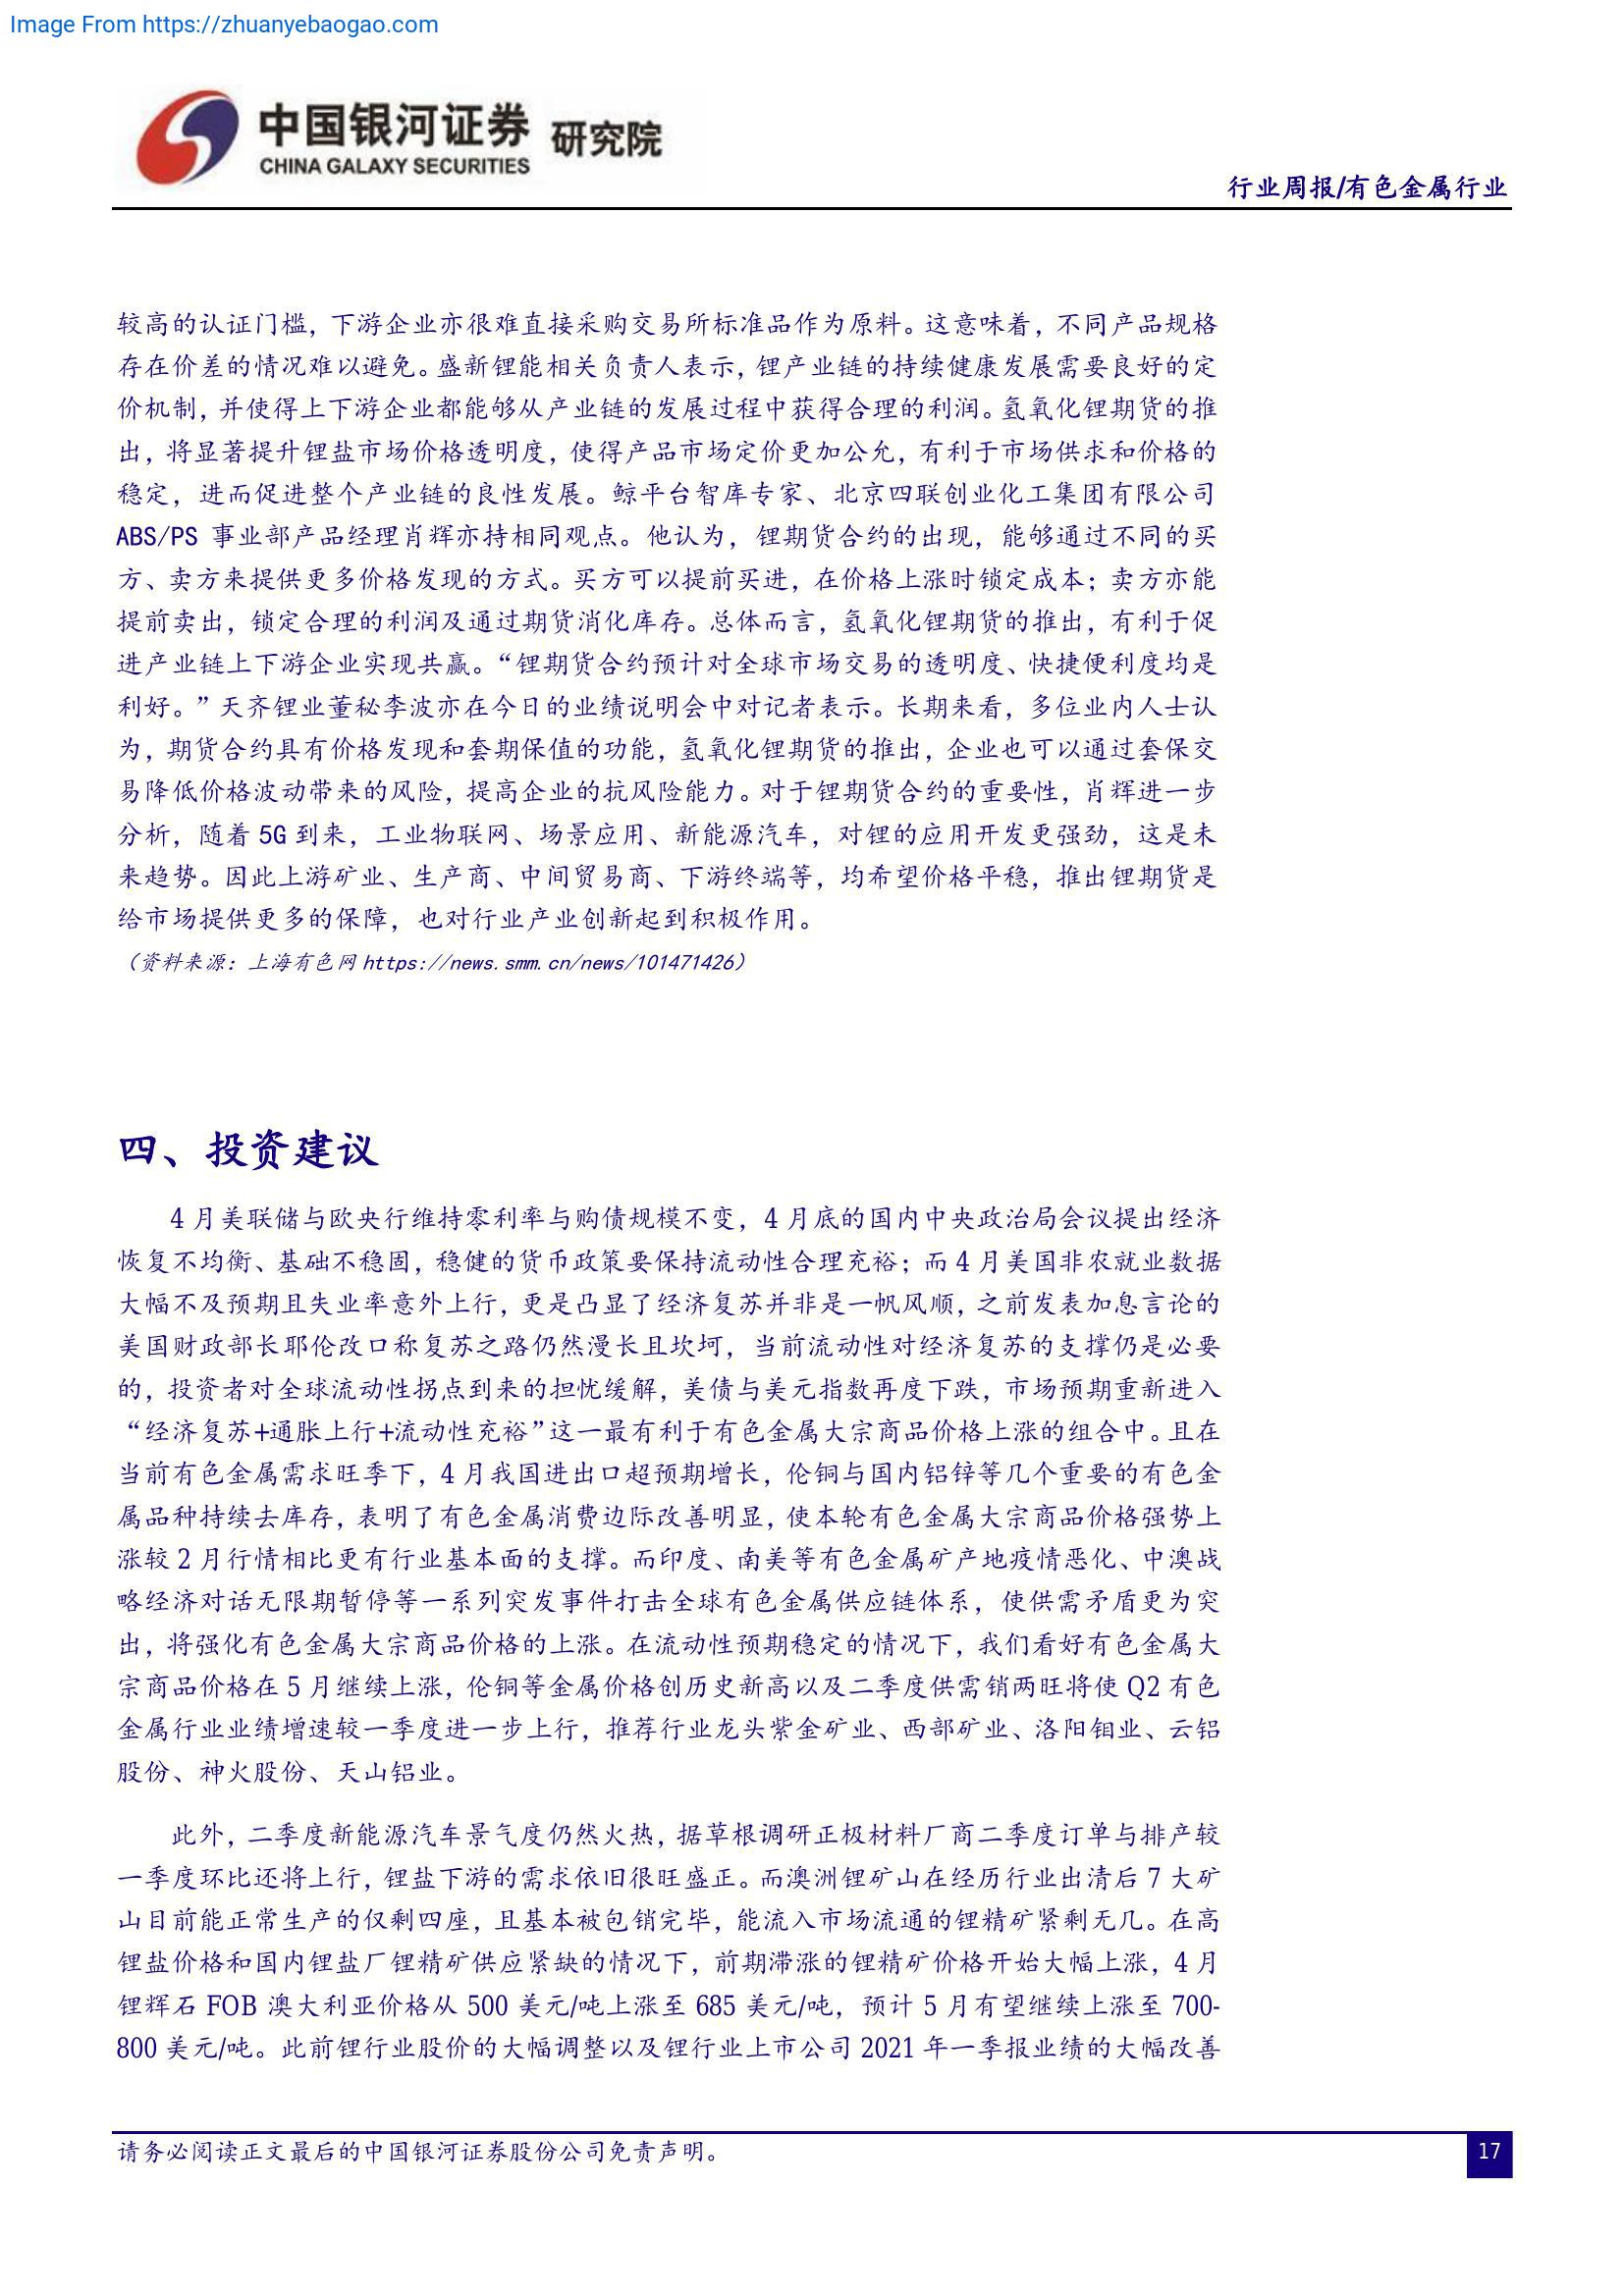 Image From https://zhuanyebaogao.com
中国银河证券 研究院
CHINA GALAXY SECURITIES
行业周报/有色金属行业
较高的认证门槛，下游企业亦很难直接采购交易所标准品作为原料。这意味着，不同产品规格
存在价差的情况难以避免。盛新锂能相关负责人表示，锂产业链的持续健康发展需要良好的定
价机制，并使得上下游企业都能够从产业链的发展过程中获得合理的利润。氢氧化锂期货的推
出，将显著提升锂盐市场价格透明度，使得产品市场定价更加公允，有利于市场供求和价格的
稳定，进而促进整个产业链的良性发展。鲸平台智库专家、北京四联创业化工集团有限公司
ABS/PS 事业部产品经理肖辉亦持相同观点。他认为，锂期货合约的出现，能够通过不同的买
方、卖方来提供更多价格发现的方式。买方可以提前买进，在价格上涨时锁定成本；卖方亦能
提前卖出，锁定合理的利润及通过期货消化库存。总体而言，氢氧化锂期货的推出，有利于促
进产业链上下游企业实现共赢。“锂期货合约预计对全球市场交易的透明度、快捷便利度均是
利好。”天齐锂业董秘李波亦在今日的业绩说明会中对记者表示。长期来看，多位业内人士认
为，期货合约具有价格发现和套期保值的功能，氢氧化锂期货的推出，企业也可以通过套保交
易降低价格波动带来的风险，提高企业的抗风险能力。对于锂期货合约的重要性，肖辉进一步
分析，随着 5G 到来，工业物联网、场景应用、新能源汽车，对锂的应用开发更强劲，这是未
来趋势。因此上游矿业、生产商、中间贸易商、下游终端等，均希望价格平稳，推出锂期货是
给市场提供更多的保障，也对行业产业创新起到积极作用。
（资料来源：上海有色网 https://news.smm.cn/news/101471426）
四、投资建议
4 月美联储与欧央行维持零利率与购债规模不变，4 月底的国内中央政治局会议提出经济
恢复不均衡、基础不稳固，稳健的货币政策要保持流动性合理充裕；而 4 月美国非农就业数据
大幅不及预期且失业率意外上行，更是凸显了经济复苏并非是一帆风顺，之前发表加息言论的
美国财政部长耶伦改口称复苏之路仍然漫长且坎坷，当前流动性对经济复苏的支撑仍是必要
的，投资者对全球流动性拐点到来的担忧缓解，美债与美元指数再度下跌，市场预期重新进入
“经济复苏+通胀上行+流动性充裕”这一最有利于有色金属大宗商品价格上涨的组合中。且在
当前有色金属需求旺季下，4 月我国进出口超预期增长，伦铜与国内铝锌等几个重要的有色金
属品种持续去库存，表明了有色金属消费边际改善明显，使本轮有色金属大宗商品价格强势上
涨较 2 月行情相比更有行业基本面的支撑。而印度、南美等有色金属矿产地疫情恶化、中澳战
略经济对话无限期暂停等一系列突发事件打击全球有色金属供应链体系，使供需矛盾更为突
出，将强化有色金属大宗商品价格的上涨。在流动性预期稳定的情况下，我们看好有色金属大
宗商品价格在 5 月继续上涨，伦铜等金属价格创历史新高以及二季度供需销两旺将使 Q2 有色
金属行业业绩增速较一季度进一步上行，推荐行业龙头紫金矿业、西部矿业、洛阳钼业、云铝
股份、神火股份、天山铝业。
此外，二季度新能源汽车景气度仍然火热，据草根调研正极材料厂商二季度订单与排产较
一季度环比还将上行，锂盐下游的需求依旧很旺盛正。而澳洲锂矿山在经历行业出清后 7 大矿
山目前能正常生产的仅剩四座，且基本被包销完毕，能流入市场流通的锂精矿紧剩无几。在高
锂盐价格和国内锂盐厂锂精矿供应紧缺的情况下，前期滞涨的锂精矿价格开始大幅上涨，4 月
锂辉石 FOB 澳大利亚价格从 500 美元/吨上涨至 685 美元/吨，预计 5 月有望继续上涨至 700-
800 美元/吨。此前锂行业股价的大幅调整以及锂行业上市公司 2021 年一季报业绩的大幅改善
请务必阅读正文最后的中国银河证券股份公司免责声明。
17